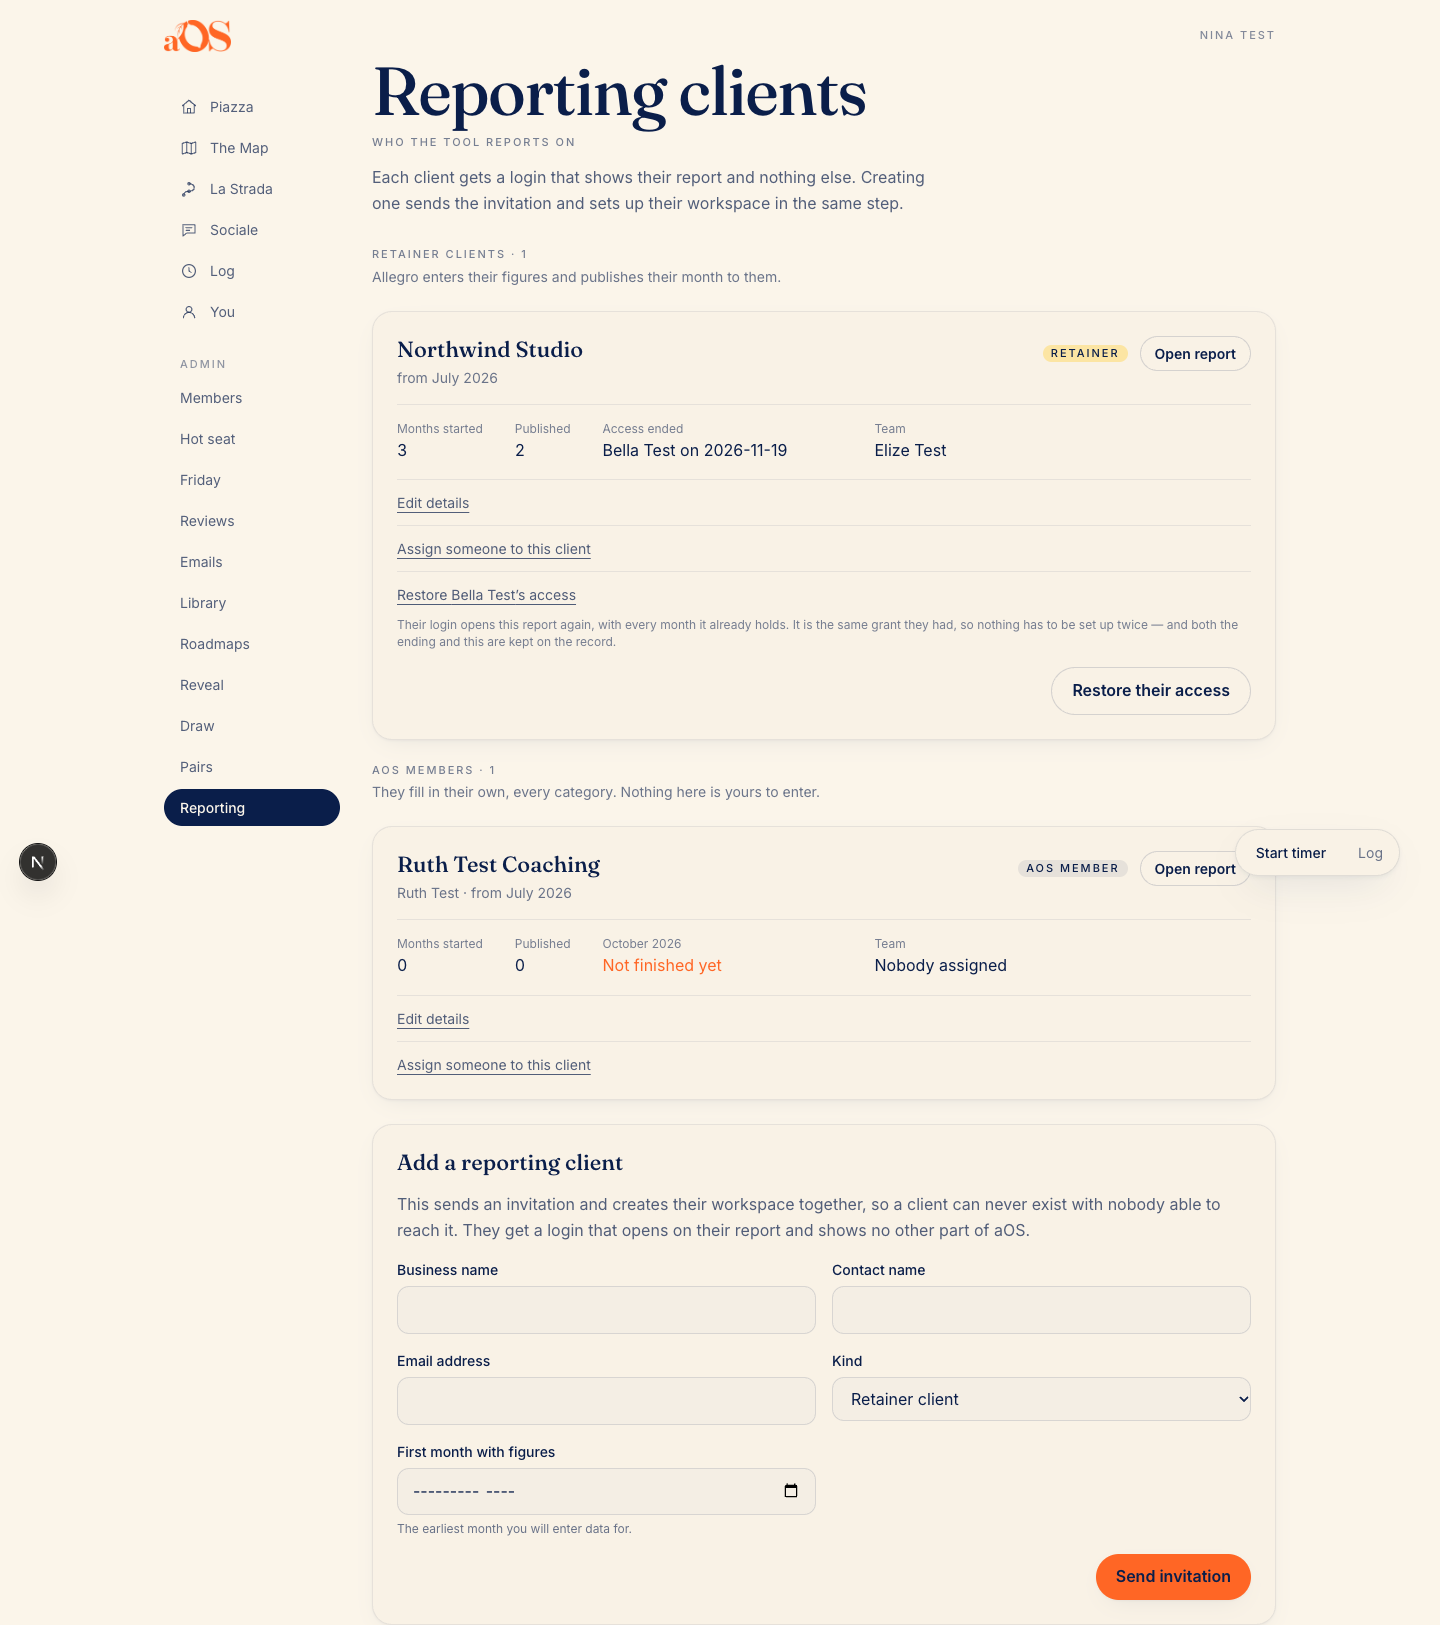 aOS
NINA TEST
Piazza
The Map
La Strada
Sociale
Log
You
ADMIN
Members
Hot seat
Friday
Reviews
Emails
Library
Roadmaps
Reveal
Draw
Pairs
Reporting
Reporting clients
WHO THE TOOL REPORTS ON
Each client gets a login that shows their report and nothing else. Creating
one sends the invitation and sets up their workspace in the same step.
RETAINER CLIENTS · 1
Allegro enters their figures and publishes their month to them.
Northwind Studio
RETAINER
Open report
from July 2026
Months started
Published
Access ended
Team
3
2
Bella Test on 2026-11-19
Elize Test
Edit details
Assign someone to this client
Restore Bella Test’s access
Their login opens this report again, with every month it already holds. It is the same grant they had, so nothing has to be set up twice — and both the
ending and this are kept on the record.
Restore their access
AOS MEMBERS · 1
They fill in their own, every category. Nothing here is yours to enter.
Ruth Test Coaching
AOS MEMBER
Open report
Start timer
Log
Ruth Test · from July 2026
Months started
Published
October 2026
Team
0
0
Not finished yet
Nobody assigned
Edit details
Assign someone to this client
Add a reporting client
This sends an invitation and creates their workspace together, so a client can never exist with nobody able to
reach it. They get a login that opens on their report and shows no other part of aOS.
Business name
Contact name
Email address
Kind
Retainer client
First month with figures
--------- ----
The earliest month you will enter data for.
Send invitation
N